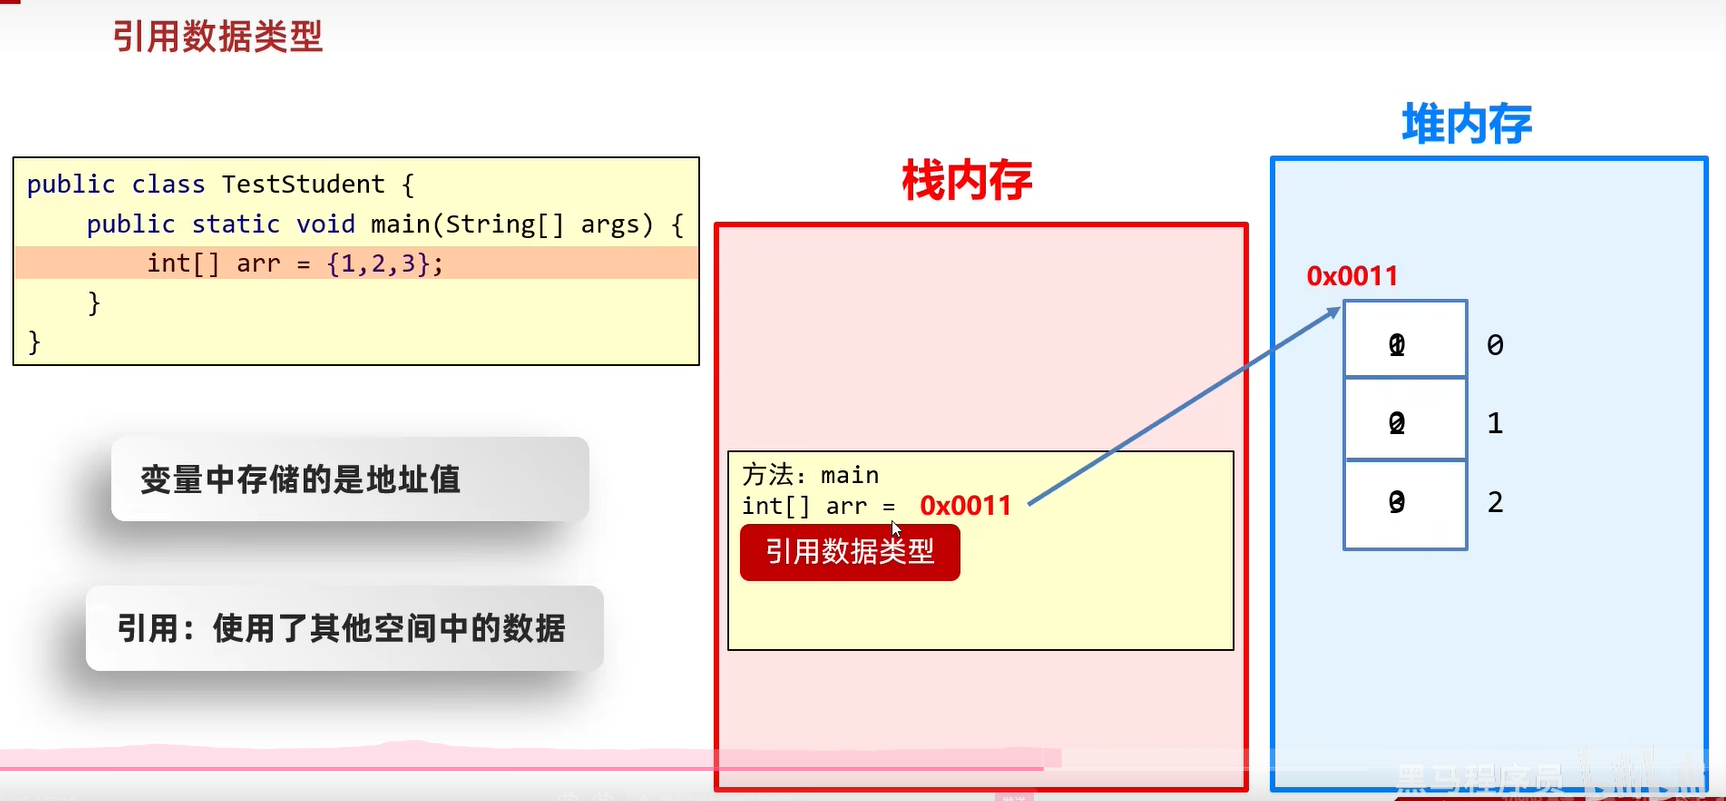 引用数据类型
public class TestStudent {
public static void main(String[] args) {
int[] arr = {1,2,3};
}
}
变量中存储的是地址值
引用：使用了其他空间中的数据
栈内存
方法：main
int[] arr = 0x0011
引用数据类型
堆内存
0x0011
0
1
2
黑马程序员